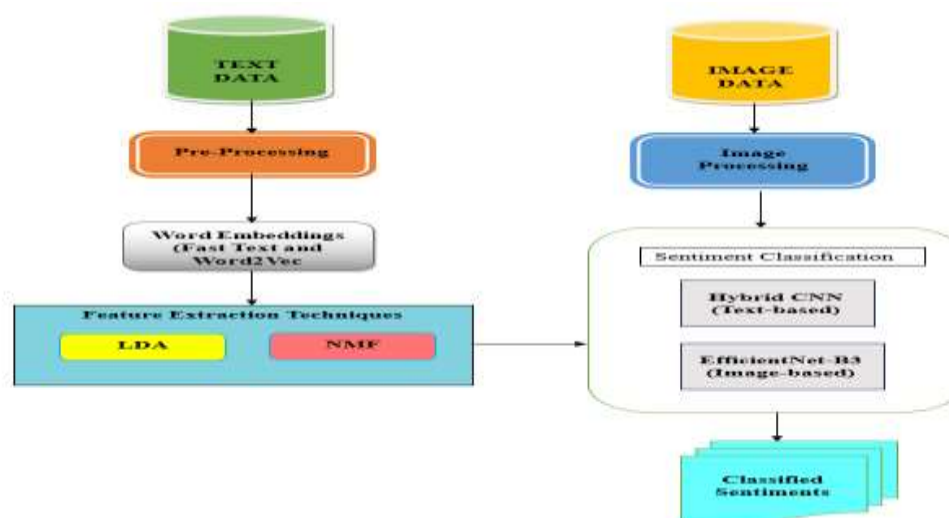 TEXT
DATA
Pre-Processing
Word Embeddings
(Fast Text and
Word2Vec
Feature Extraction Techniques
LDA
NMF
IMAGE
DATA
Image
Processing
Sentiment Classification
Hybrid CNN
(Text-based)
EfficientNet-B3
(Image-based)
Classified
Sentiments